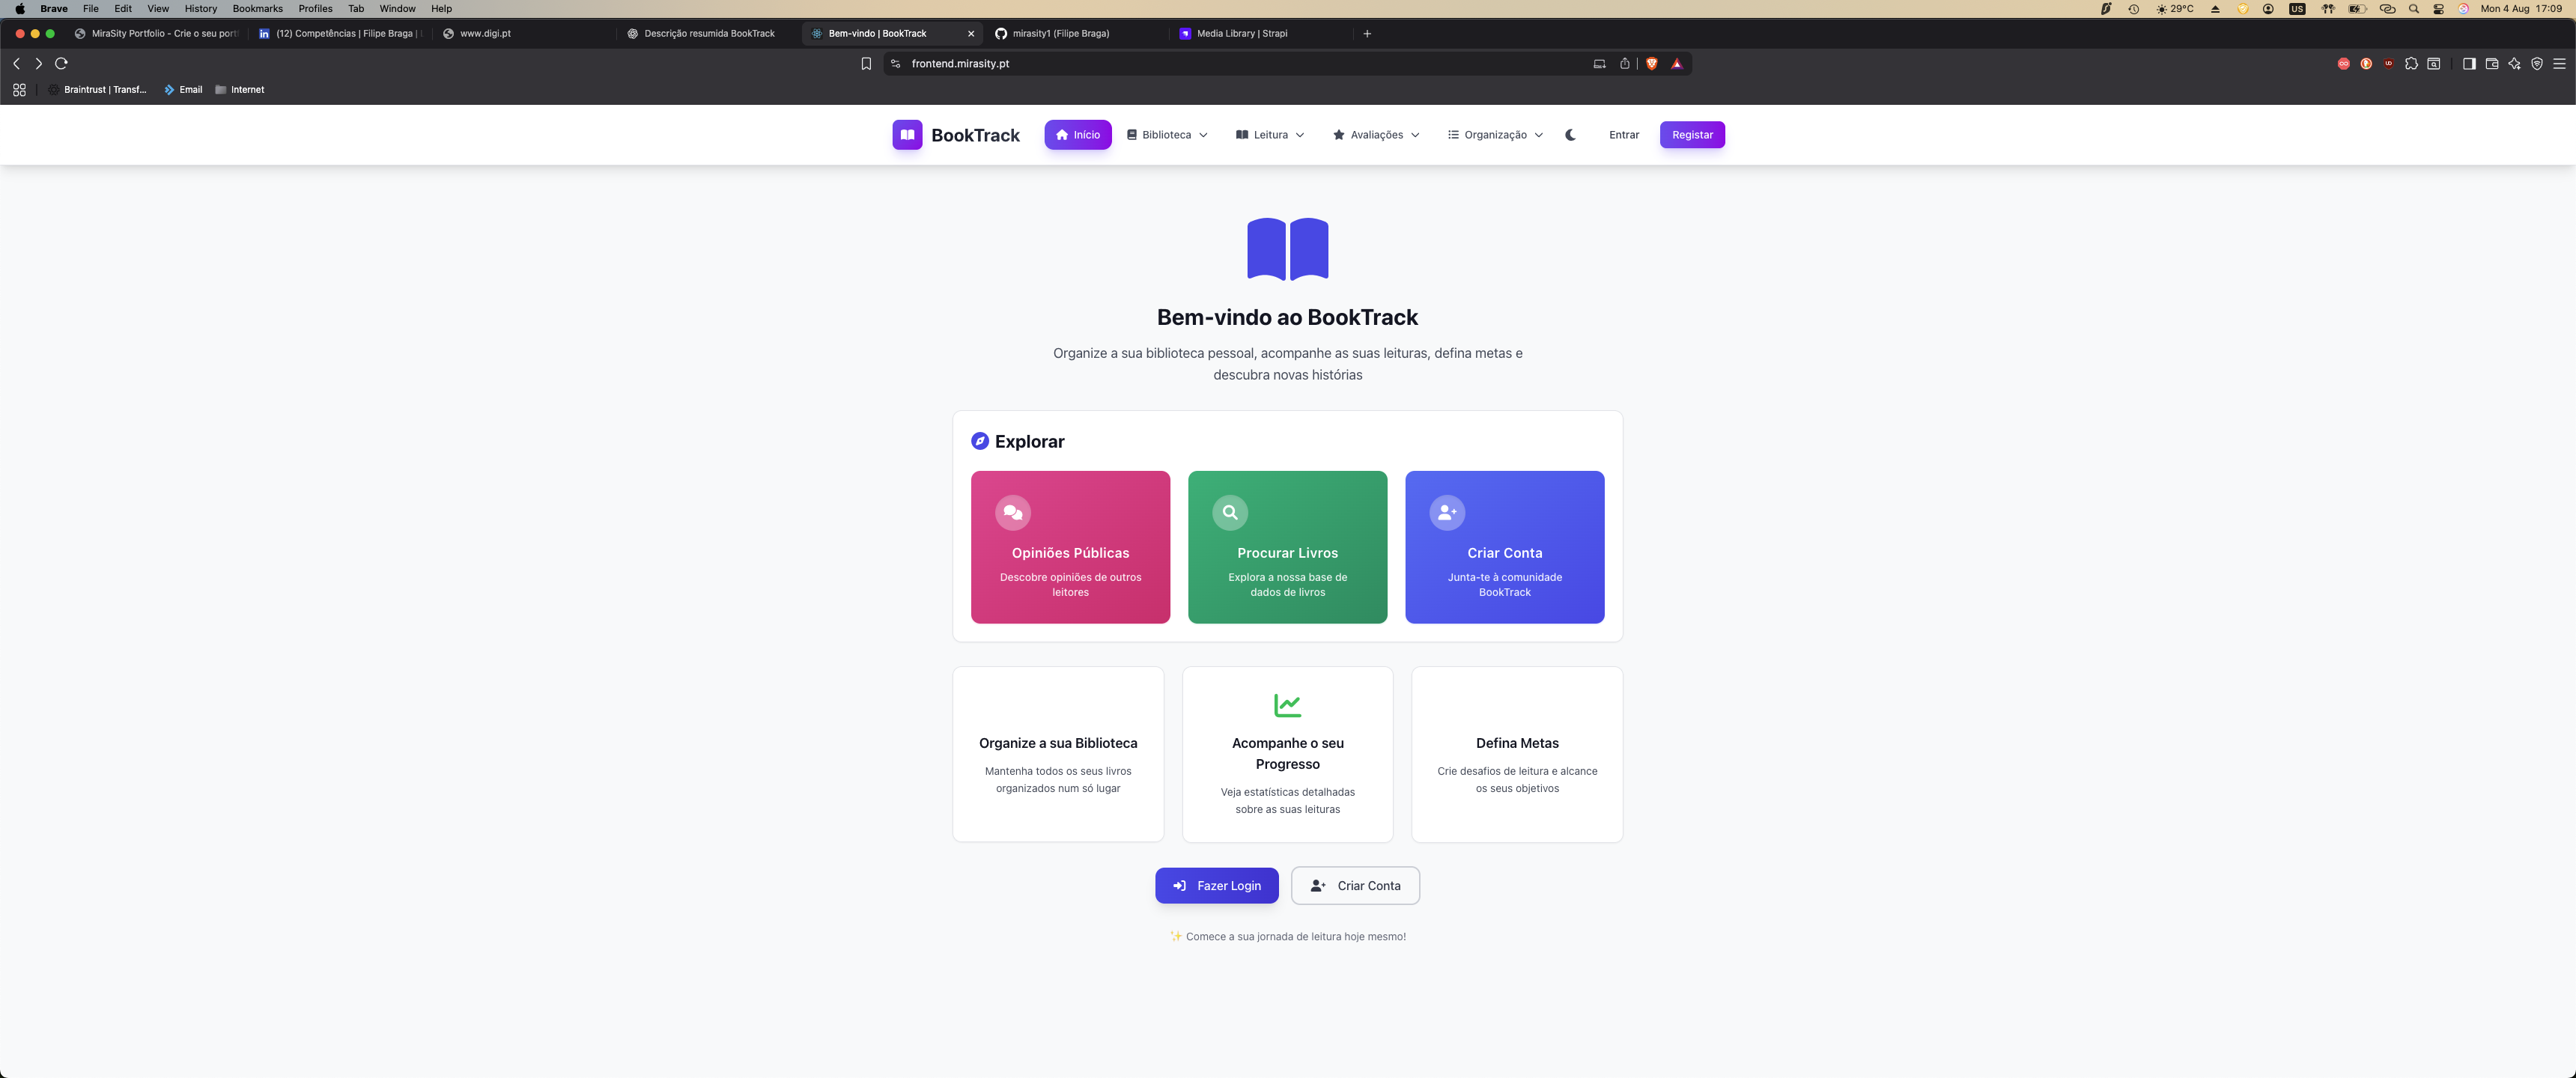 Brave File Edit View History Bookmarks Profiles Tab Window Help
29°C US Mon 4 Aug 17:09
MiraSity Portfolio - Crie o seu port
in (12) Competências | Filipe Braga |
www.digi.pt
Descrição resumida BookTrack
Bem-vindo | BookTrack
mirasity1 (Filipe Braga)
Media Library | Strapi
frontend.mirasity.pt
Braintrust | Transf... Email Internet
BookTrack Início Biblioteca Leitura Avaliações Organização Entrar Registar
Bem-vindo ao BookTrack
Organize a sua biblioteca pessoal, acompanhe as suas leituras, defina metas e
descubra novas histórias
Explorar
Opiniões Públicas
Descobre opiniões de outros
leitores
Procurar Livros
Explora a nossa base de
dados de livros
Criar Conta
Junta-te à comunidade
BookTrack
Organize a sua Biblioteca
Mantenha todos os seus livros
organizados num só lugar
Acompanhe o seu
Progresso
Veja estatísticas detalhadas
sobre as suas leituras
Defina Metas
Crie desafios de leitura e alcance
os seus objetivos
Fazer Login
Criar Conta
✨ Comece a sua jornada de leitura hoje mesmo!